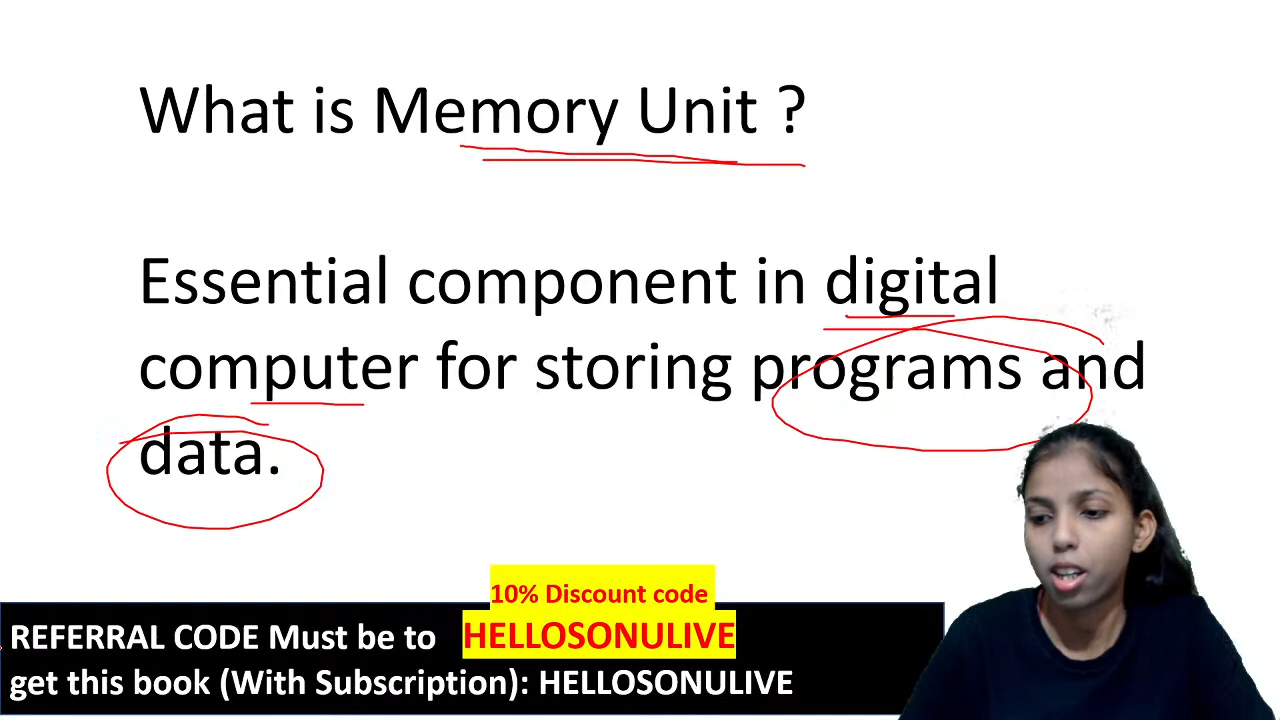 What is Memory Unit ?
Essential component in digital
computer for storing programs and
data.
10% Discount code
REFERRAL CODE Must be to HELLOSONULIVE
get this book (With Subscription): HELLOSONULIVE